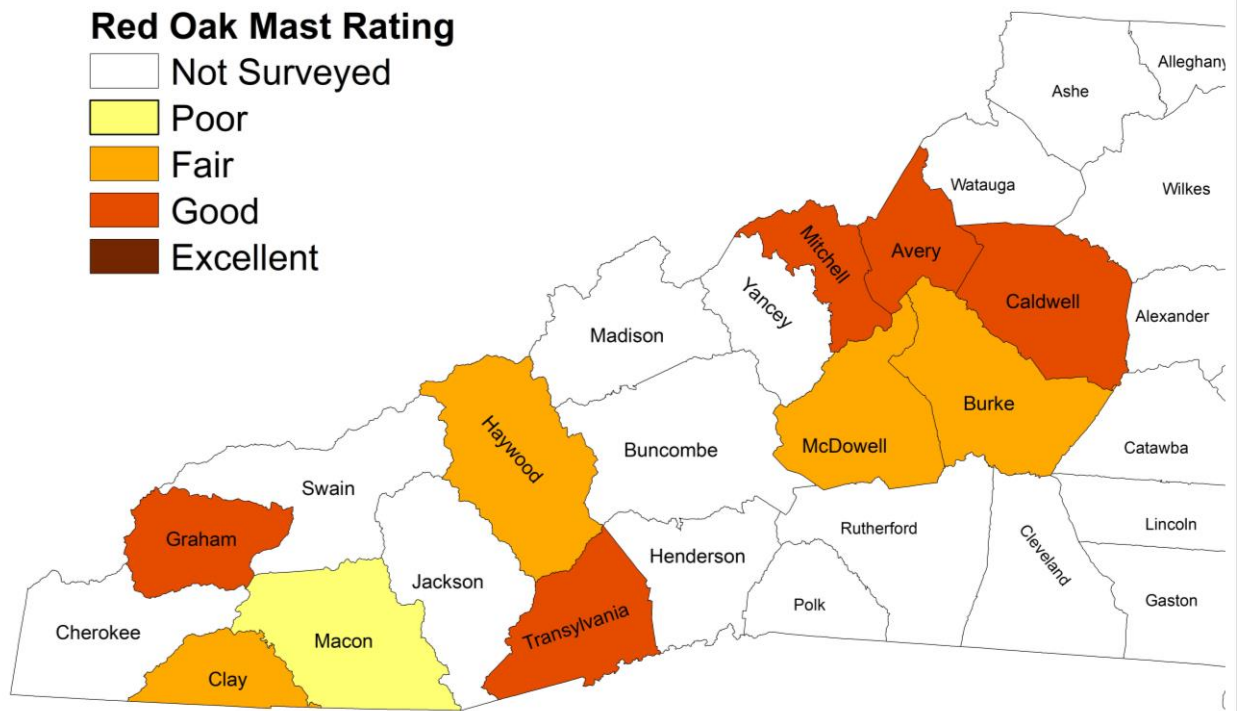 Red Oak Mast Rating
Not Surveyed
Poor
Fair
Good
Excellent
Alleghany
Ashe
Watauga
Wilkes
Mitchell
Avery
Caldwell
Yancey
Madison
Alexander
Haywood
Burke
McDowell
Buncombe
Catawba
Swain
Graham
Rutherford
Lincoln
Cleveland
Henderson
Jackson
Polk
Gaston
Transylvania
Cherokee
Macon
Clay